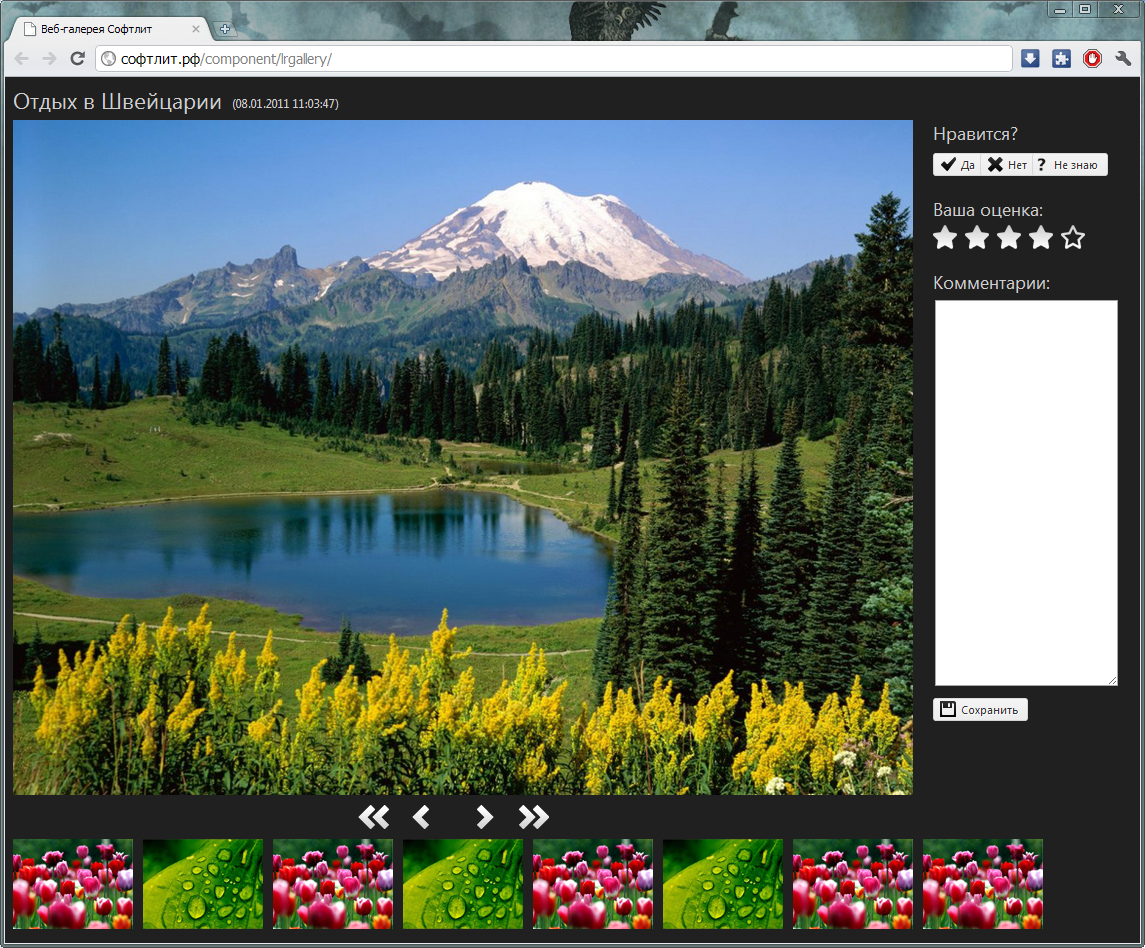 Веб-галерея Софтлит
софтлит.рф/component/lrgallery/
Отдых в Швейцарии (08.01.2011 11:03:47)
Нравится?
Да Нет ? Не знаю
Ваша оценка:
Комментарии:
Сохранить